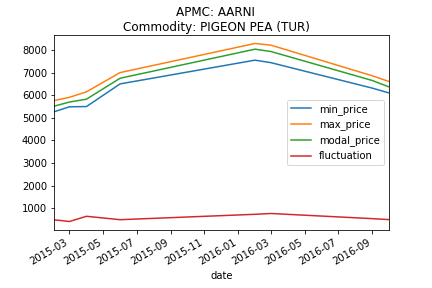 APMC: AARNI
Commodity: PIGEON PEA (TUR)
8000
7000
6000
5000
4000
3000
2000
1000
min_price
max_price
modal_price
fluctuation
2015-03
2015-05
2015-07
2015-09
2015-11
2016-01
2016-03
2016-05
2016-07
2016-09
date